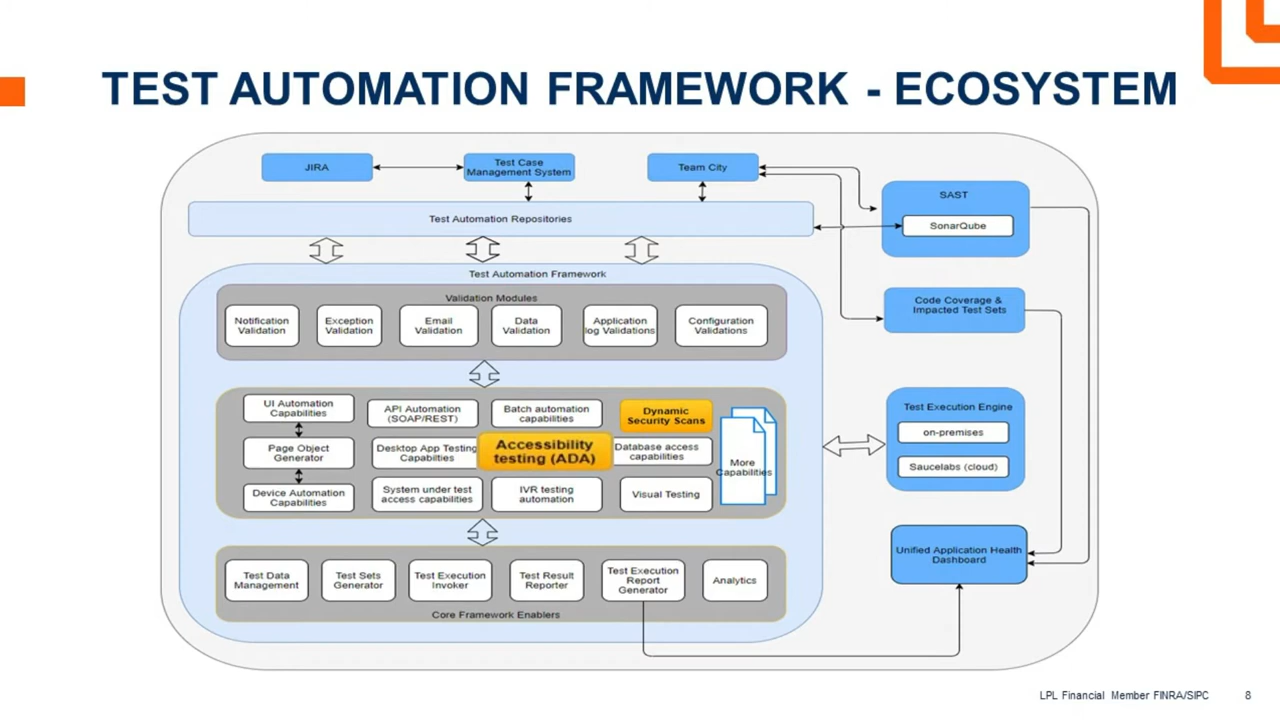 TEST AUTOMATION FRAMEWORK - ECOSYSTEM
JIRA
Test Case
Management System
Team City
SAST
SonarQube
Test Automation Repositories
Test Automation Framework
Validation Modules
Notification
Validation
Exception
Validation
Email
Validation
Data
Validation
Application
log Validations
Configuration
Validations
Code Coverage &
Impacted Test Sets
UI Automation
Capabilities
API Automation
(SOAP/REST)
Batch automation
capabilities
Dynamic
Security Scans
Page Object
Generator
Desktop App Testing
Capabilties
Accessibility
testing (ADA)
Database access
capabilities
More
Capabilities
Device Automation
Capabilities
System under test
access capabilities
IVR testing
automation
Visual Testing
Test Execution Engine
on-premises
Saucelabs (cloud)
Test Data
Management
Test Sets
Generator
Test Execution
Invoker
Test Result
Reporter
Test Execution
Report
Generator
Analytics
Core Framework Enablers
Unified Application Health
Dashboard
LPL Financial Member FINRA/SIPC
8